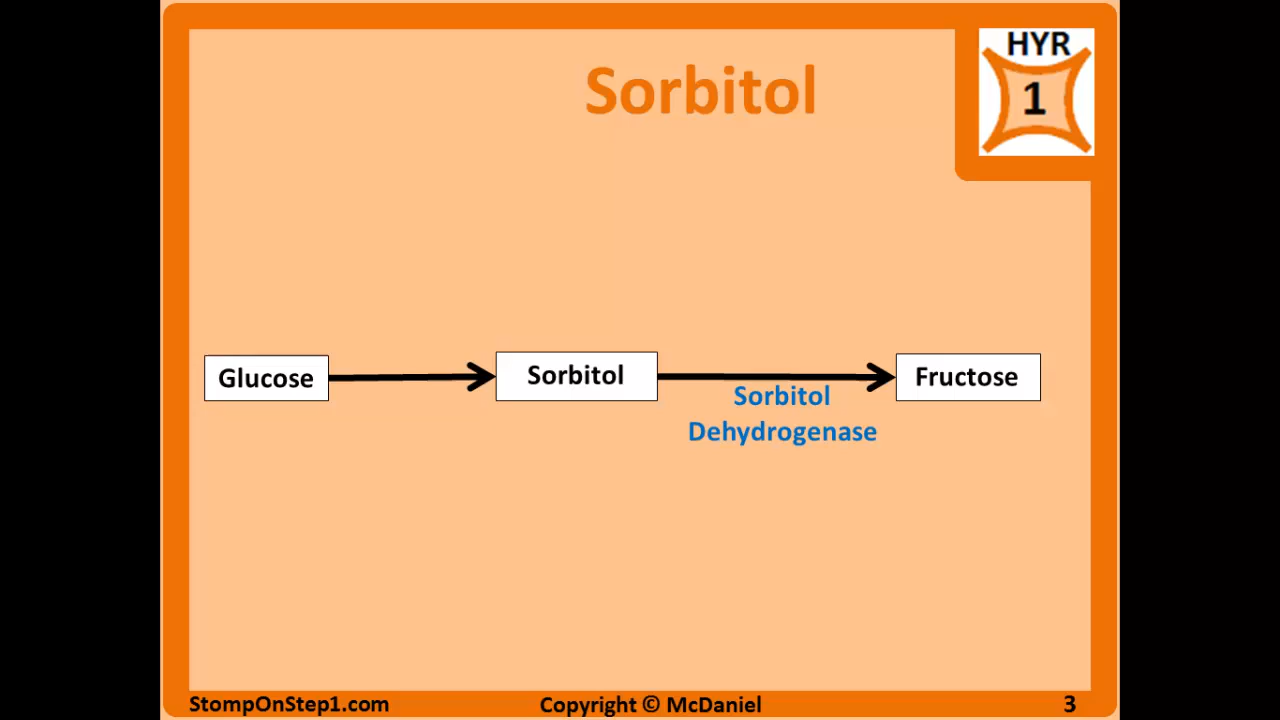 HYR
1
Sorbitol
Glucose
Sorbitol
Fructose
Sorbitol
Dehydrogenase
StompOnStep1.com
Copyright © McDaniel
3